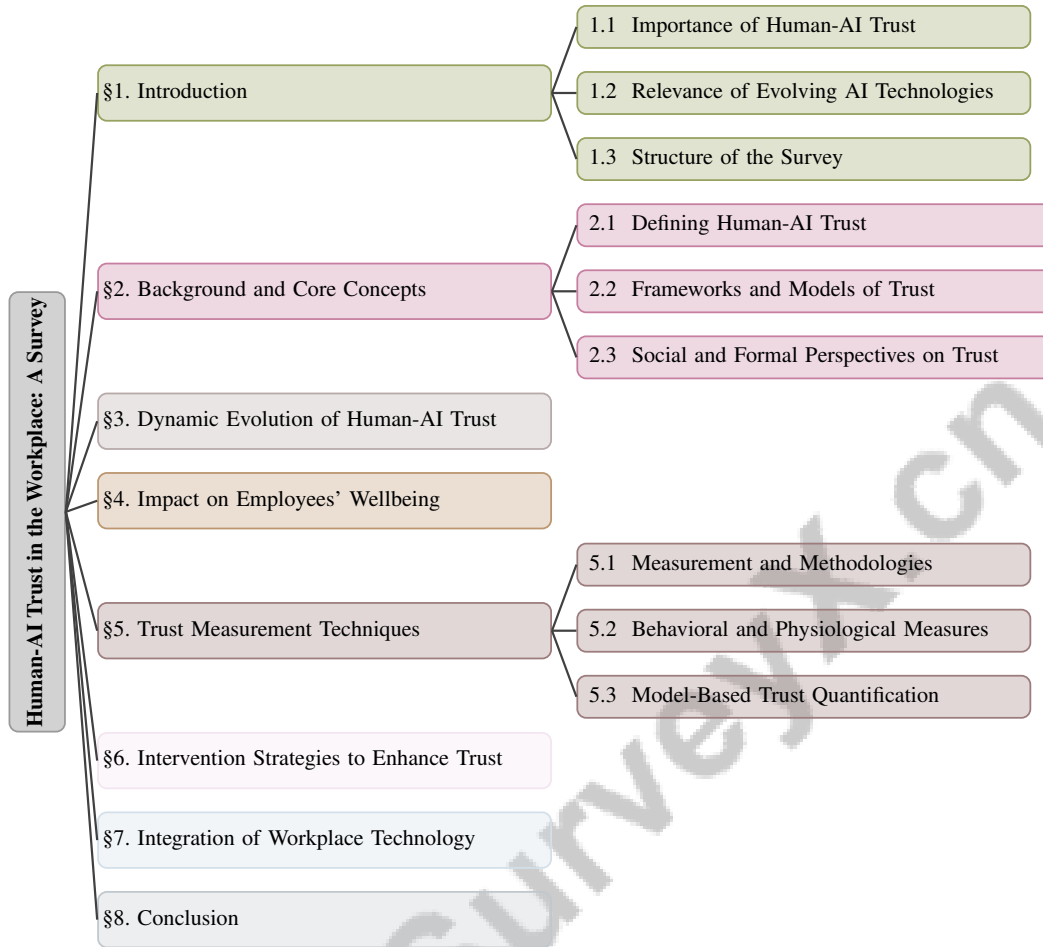 Human-AI Trust in the Workplace: A Survey
§1. Introduction
1.1 Importance of Human-AI Trust
1.2 Relevance of Evolving AI Technologies
1.3 Structure of the Survey
§2. Background and Core Concepts
2.1 Defining Human-AI Trust
2.2 Frameworks and Models of Trust
2.3 Social and Formal Perspectives on Trust
§3. Dynamic Evolution of Human-AI Trust
§4. Impact on Employees' Wellbeing
§5. Trust Measurement Techniques
5.1 Measurement and Methodologies
5.2 Behavioral and Physiological Measures
5.3 Model-Based Trust Quantification
§6. Intervention Strategies to Enhance Trust
§7. Integration of Workplace Technology
§8. Conclusion
SurveyX.cn